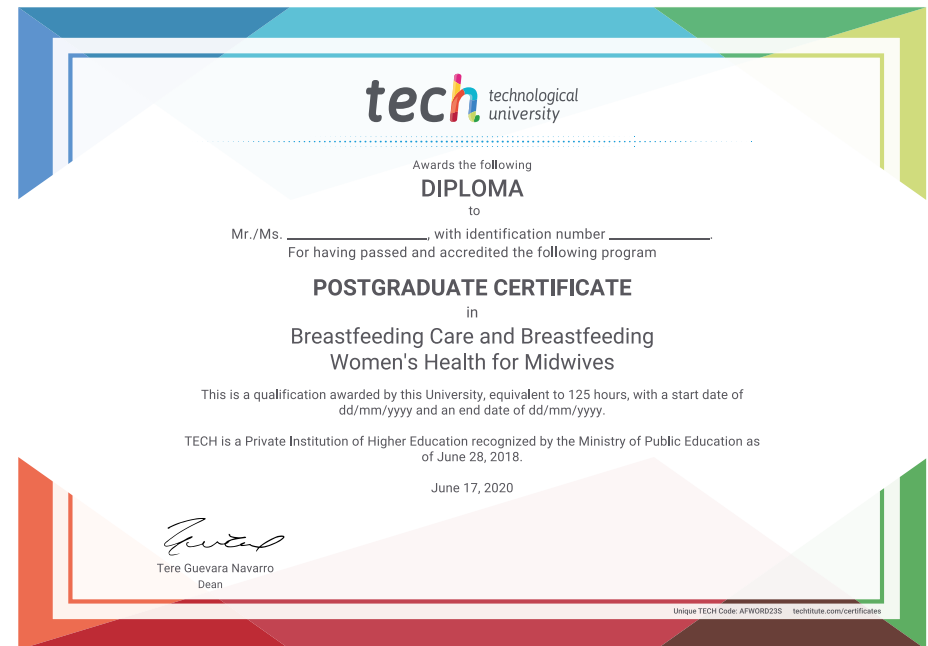 tech technological
university
Awards the following
DIPLOMA
to
Mr./Ms. ____________________, with identification number ______________.
For having passed and accredited the following program
POSTGRADUATE CERTIFICATE
in
Breastfeeding Care and Breastfeeding
Women's Health for Midwives
This is a qualification awarded by this University, equivalent to 125 hours, with a start date of
dd/mm/yyyy and an end date of dd/mm/yyyy.
TECH is a Private Institution of Higher Education recognized by the Ministry of Public Education as
of June 28, 2018.
June 17, 2020
Tere Guevara Navarro
Dean
Unique TECH Code: AFWORD23S techtitute.com/certificates